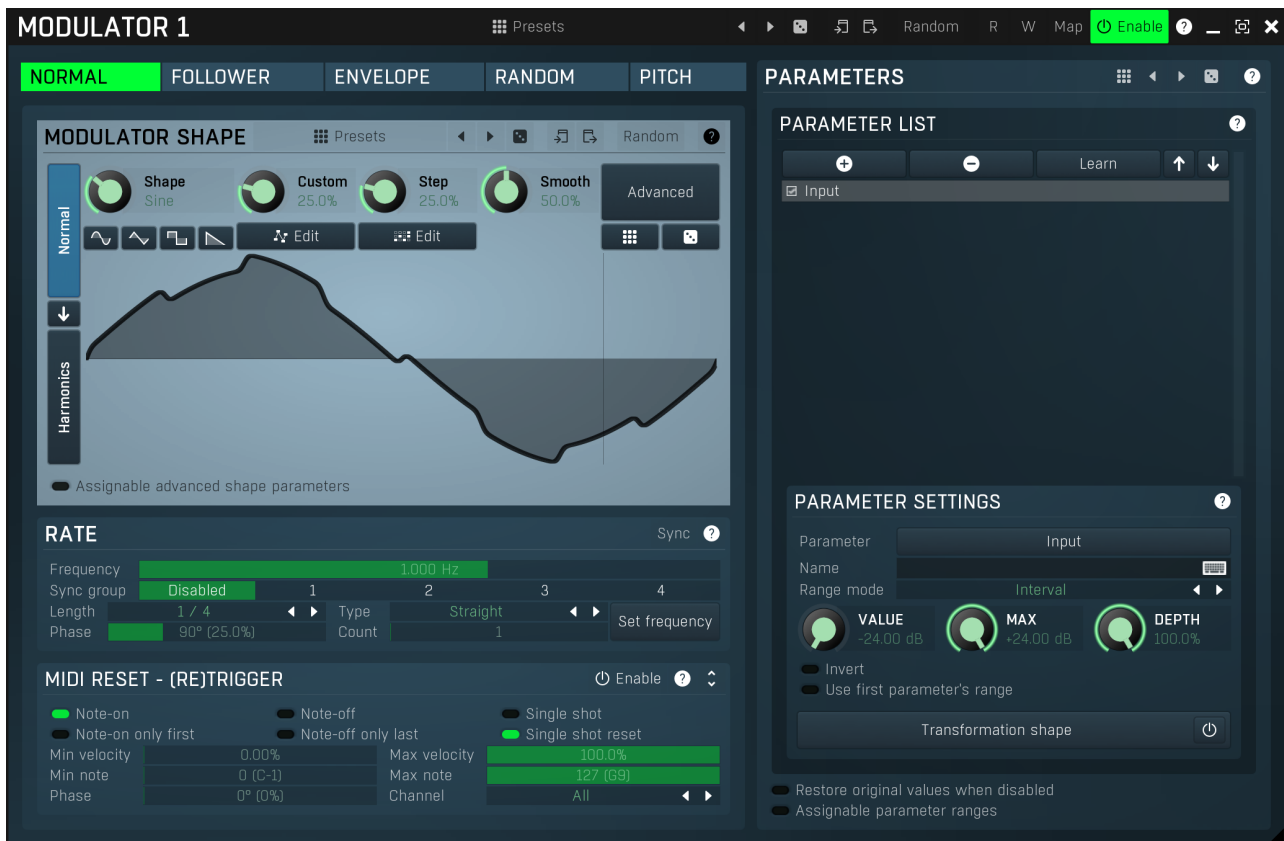 MODULATOR 1 Presets Random R W Map Enable ?
NORMAL FOLLOWER ENVELOPE RANDOM PITCH
MODULATOR SHAPE Presets Random ?
Normal
Harmonics
Shape Custom Step Smooth
Sine 25.0% 25.0% 50.0%
Advanced
Edit Edit
Assignable advanced shape parameters
RATE Sync ?
Frequency 1.000 Hz
Sync group Disabled 1 2 3 4
Length 1 / 4 Type Straight
Phase 90° (25.0%) Count 1
Set frequency
MIDI RESET - (RE)TRIGGER Enable ?
Note-on Note-off Single shot
Note-on only first Note-off only last Single shot reset
Min velocity 0.00% Max velocity 100.0%
Min note 0 (C-1) Max note 127 (G9)
Phase 0° (0%) Channel All
PARAMETERS ?
PARAMETER LIST ?
Learn
Input
PARAMETER SETTINGS ?
Parameter Input
Name
Range mode Interval
VALUE MAX DEPTH
-24.00 dB +24.00 dB 100.0%
Invert
Use first parameter's range
Transformation shape
Restore original values when disabled
Assignable parameter ranges